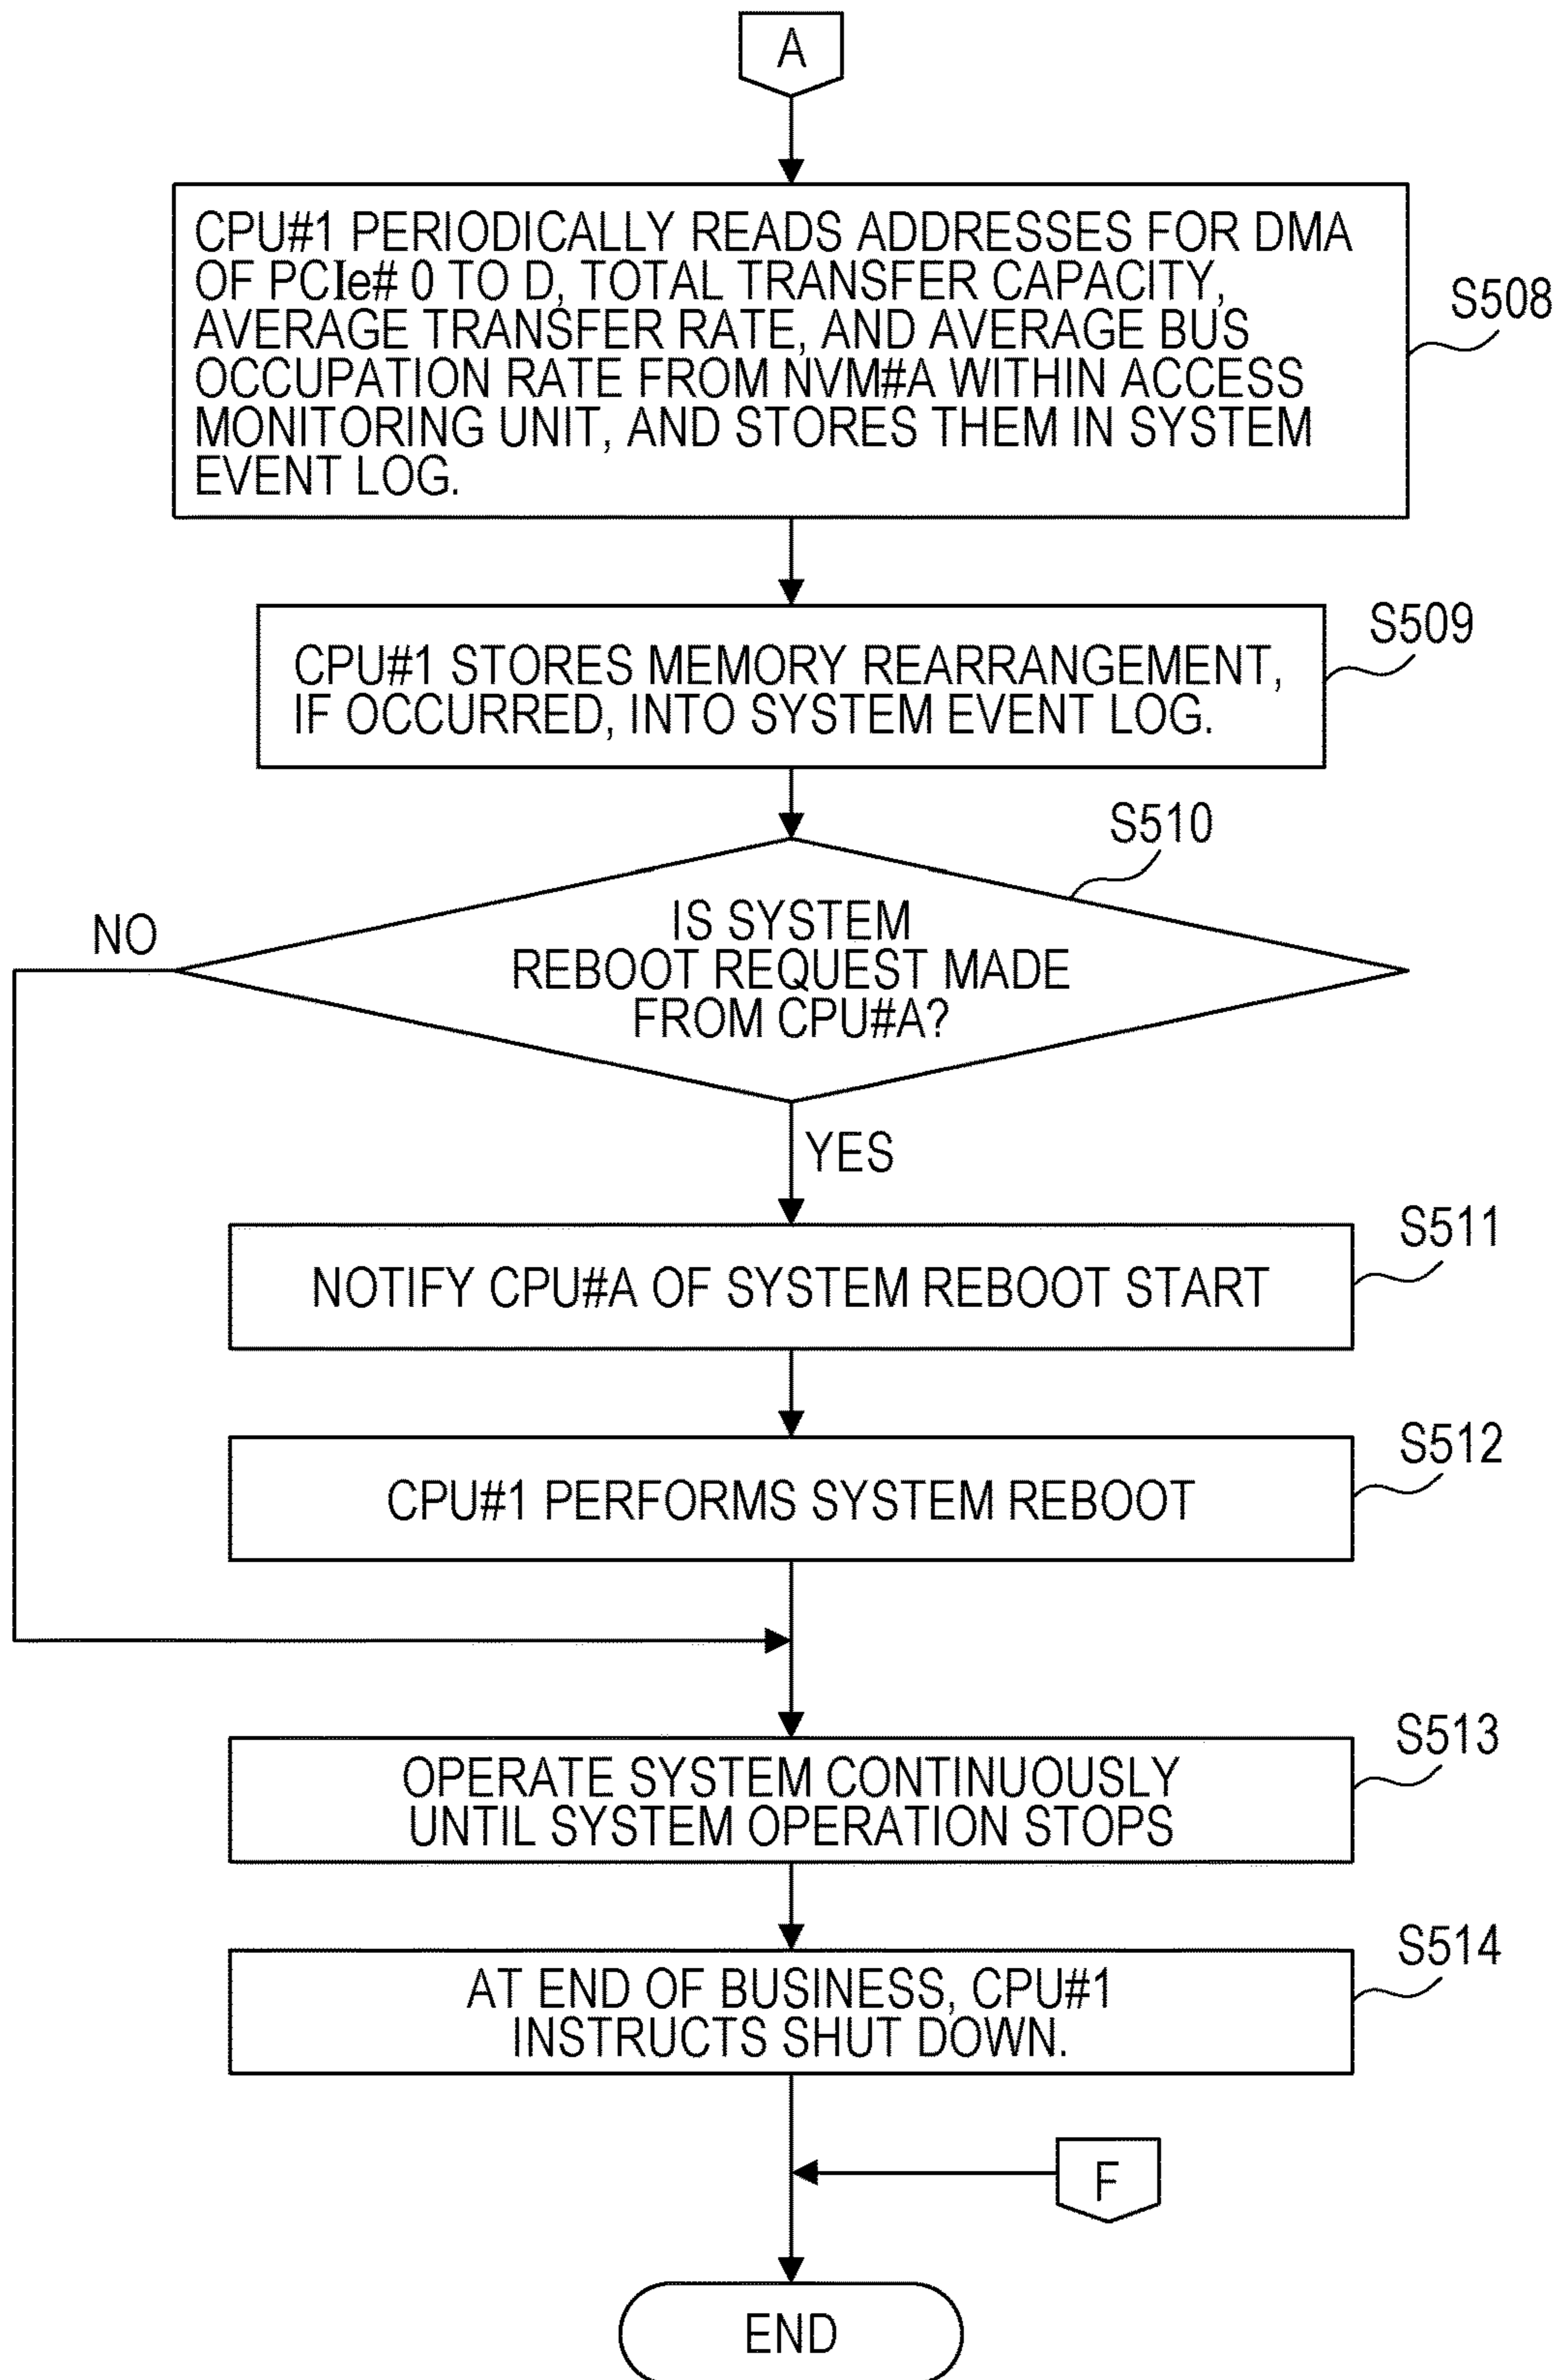 A
CPU#1 PERIODICALLY READS ADDRESSES FOR DMA
OF PCIe# 0 TO D, TOTAL TRANSFER CAPACITY,
AVERAGE TRANSFER RATE, AND AVERAGE BUS
OCCUPATION RATE FROM NVM#A WITHIN ACCESS
MONITORING UNIT, AND STORES THEM IN SYSTEM
EVENT LOG.
S508
CPU#1 STORES MEMORY REARRANGEMENT,
IF OCCURRED, INTO SYSTEM EVENT LOG.
S509
S510
IS SYSTEM
REBOOT REQUEST MADE
FROM CPU#A?
NO
YES
NOTIFY CPU#A OF SYSTEM REBOOT START
S511
CPU#1 PERFORMS SYSTEM REBOOT
S512
OPERATE SYSTEM CONTINUOUSLY
UNTIL SYSTEM OPERATION STOPS
S513
AT END OF BUSINESS, CPU#1
INSTRUCTS SHUT DOWN.
S514
F
END